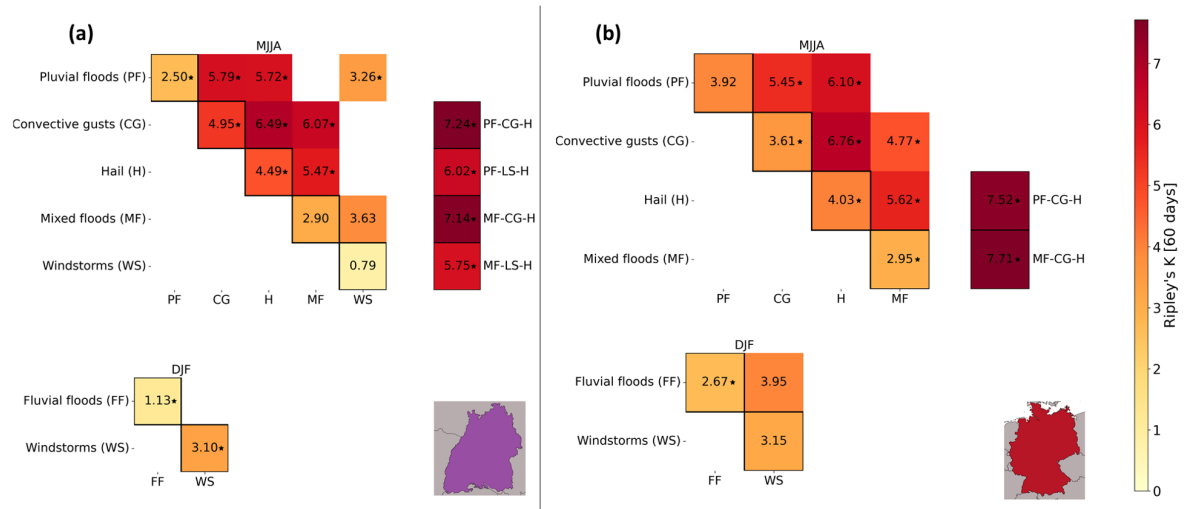 (a)
MJJA
Pluvial floods (PF) 2.50★ 5.79★ 5.72★ 3.26★
Convective gusts (CG) 4.95★ 6.49★ 6.07★ 7.24★ PF-CG-H
Hail (H) 4.49★ 5.47★ 6.02★ PF-LS-H
Mixed floods (MF) 2.90 3.63 7.14★ MF-CG-H
Windstorms (WS) 0.79 5.75★ MF-LS-H
PF CG H MF WS
DJF
Fluvial floods (FF) 1.13★
Windstorms (WS) 3.10★
FF WS
(b)
MJJA
Pluvial floods (PF) 3.92 5.45★ 6.10★
Convective gusts (CG) 3.61★ 6.76★ 4.77★
Hail (H) 4.03★ 5.62★ 7.52★ PF-CG-H
Mixed floods (MF) 2.95★ 7.71★ MF-CG-H
PF CG H MF
DJF
Fluvial floods (FF) 2.67★ 3.95
Windstorms (WS) 3.15
FF WS
7
6
5
4
3
2
1
0
Ripley's K [60 days]